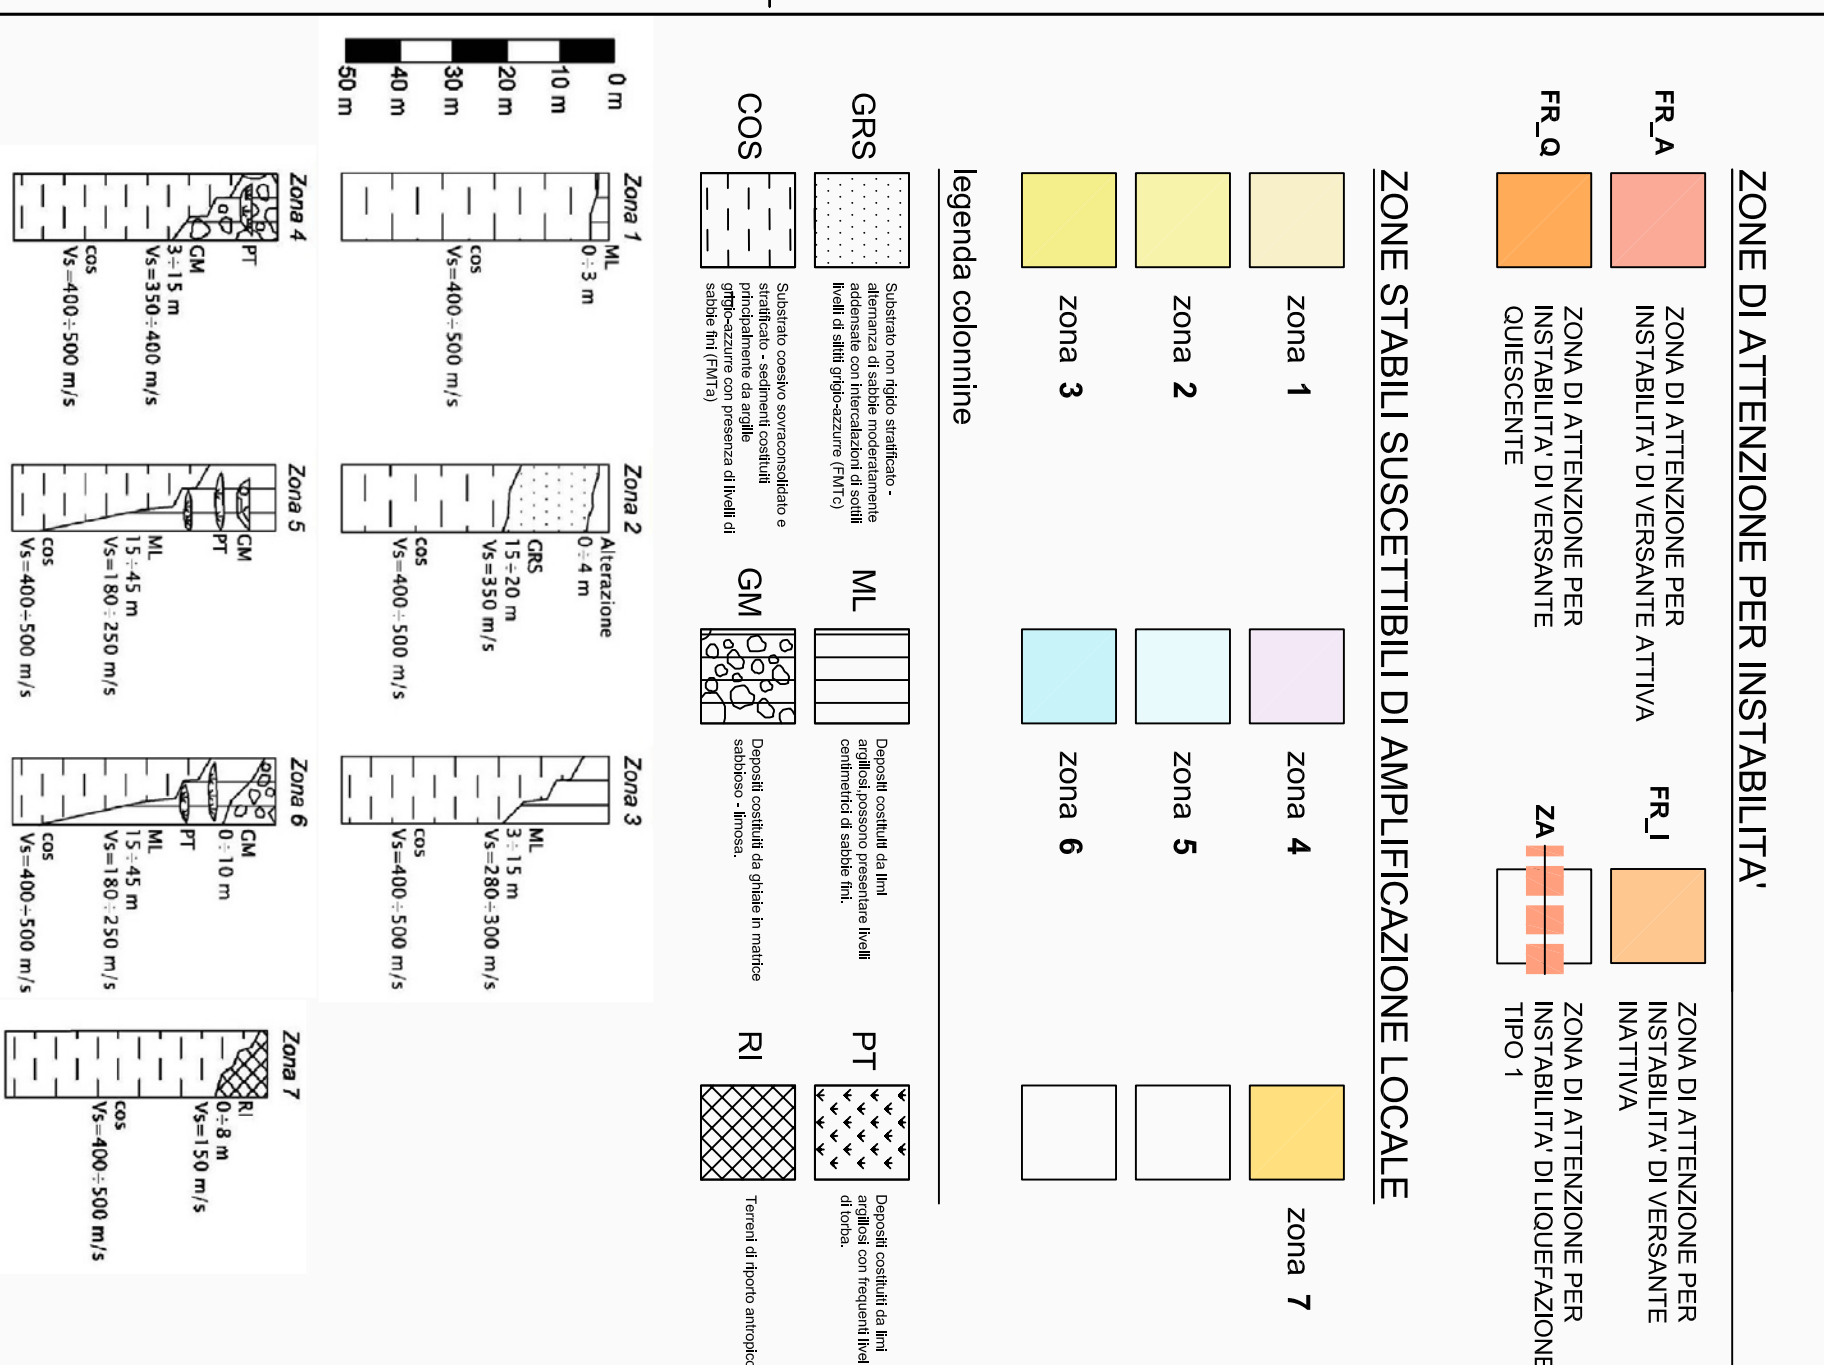 ZONE DI ATTENZIONE PER INSTABILITA'
FR_A
ZONA DI ATTENZIONE PER
INSTABILITA' DI VERSANTE ATTIVA
FR_I
ZONA DI ATTENZIONE PER
INSTABILITA' DI VERSANTE
INATTIVA
FR_Q
ZONA DI ATTENZIONE PER
INSTABILITA' DI VERSANTE
QUIESCENTE
ZA
ZONA DI ATTENZIONE PER
INSTABILITA' DI LIQUEFAZIONE
TIPO 1
ZONE STABILI SUSCETTIBILI DI AMPLIFICAZIONE LOCALE
zona 1
zona 4
zona 7
zona 2
zona 5
zona 3
zona 6
legenda colonnine
GRS
Substrato non rigido stratificato -
alternanza di sabbie moderatamente
addensate con intercalazioni di sottili
livelli di siltiti grigio-azzurre (FMTc)
ML
Depositi costituiti da limi
argillosi,possono presentare livelli
centimetrici di sabbie fini.
PT
Depositi costituiti da limi
argillosi con frequenti
di torba.
COS
Substrato coesivo sovraconsolidato e
stratificato - sedimenti costituiti
principalmente da argille
grigio-azzurre con presenza di livelli di
sabbie fini (FMTa)
GM
Depositi costituiti da ghiaie in matrice
sabbioso - limosa.
RI
Terreni di riporto antropico
0 m
10 m
20 m
30 m
40 m
50 m
Zona 1
ML
0÷3 m
cos
Vs=400÷500 m/s
Zona 2
Alterazione
0÷4 m
GRS
15÷20 m
Vs=350 m/s
cos
Vs=400÷500 m/s
Zona 3
ML
3÷15 m
Vs=280÷300 m/s
cos
Vs=400÷500 m/s
Zona 4
PT
GM
3÷15 m
Vs=350÷400 m/s
cos
Vs=400÷500 m/s
Zona 5
GM
PT
ML
15÷45 m
Vs=180÷250 m/s
cos
Vs=400÷500 m/s
Zona 6
GM
0÷10 m
PT
ML
15÷45 m
Vs=180÷250 m/s
cos
Vs=400÷500 m/s
Zona 7
RI
0÷8 m
Vs=150 m/s
cos
Vs=400÷500 m/s